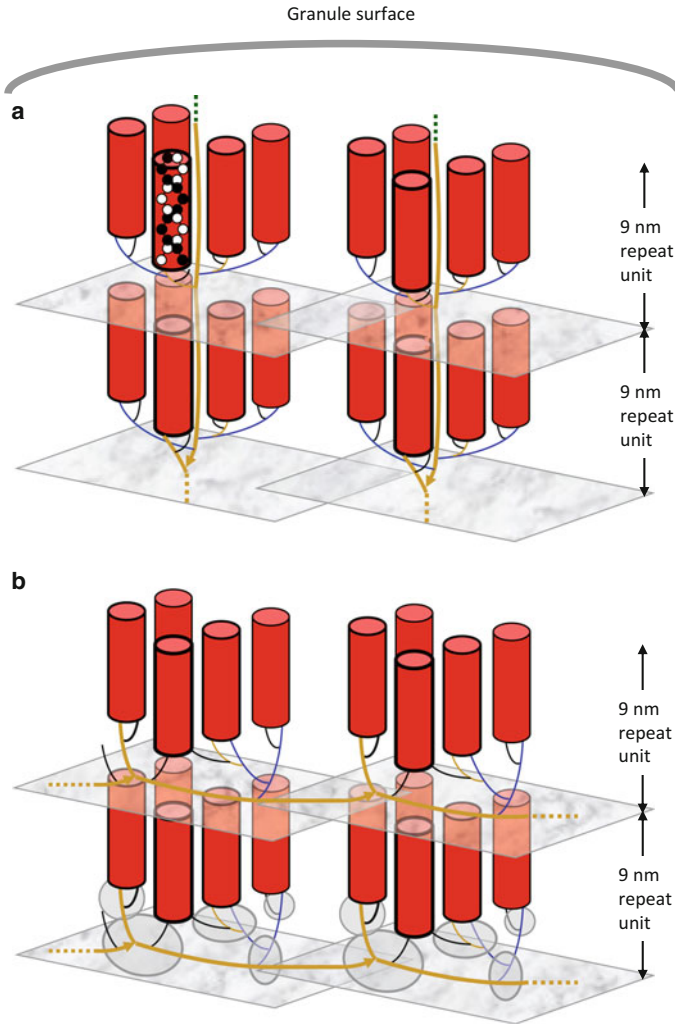 Granule surface
a
9 nm
repeat
unit
9 nm
repeat
unit
b
9 nm
repeat
unit
9 nm
repeat
unit